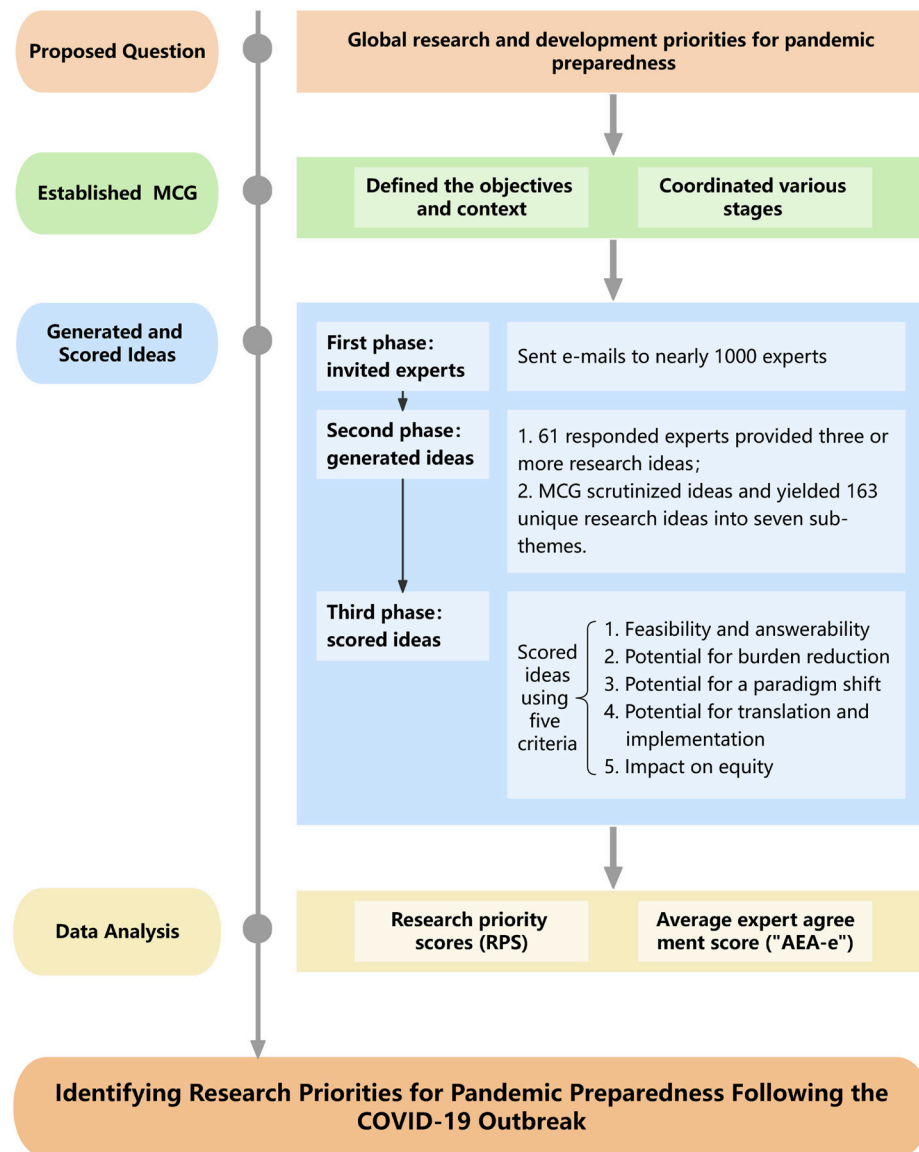 Proposed Question
Global research and development priorities for pandemic
preparedness
Established MCG
Defined the objectives
and context
Coordinated various
stages
Generated and
Scored Ideas
First phase:
invited experts
Sent e-mails to nearly 1000 experts
Second phase:
generated ideas
1. 61 responded experts provided three or
more research ideas;
2. MCG scrutinized ideas and yielded 163
unique research ideas into seven sub-
themes.
Third phase:
scored ideas
Scored
ideas
using
five
criteria
1. Feasibility and answerability
2. Potential for burden reduction
3. Potential for a paradigm shift
4. Potential for translation and
implementation
5. Impact on equity
Data Analysis
Research priority
scores (RPS)
Average expert agree
ment score ("AEA-e")
Identifying Research Priorities for Pandemic Preparedness Following the
COVID-19 Outbreak